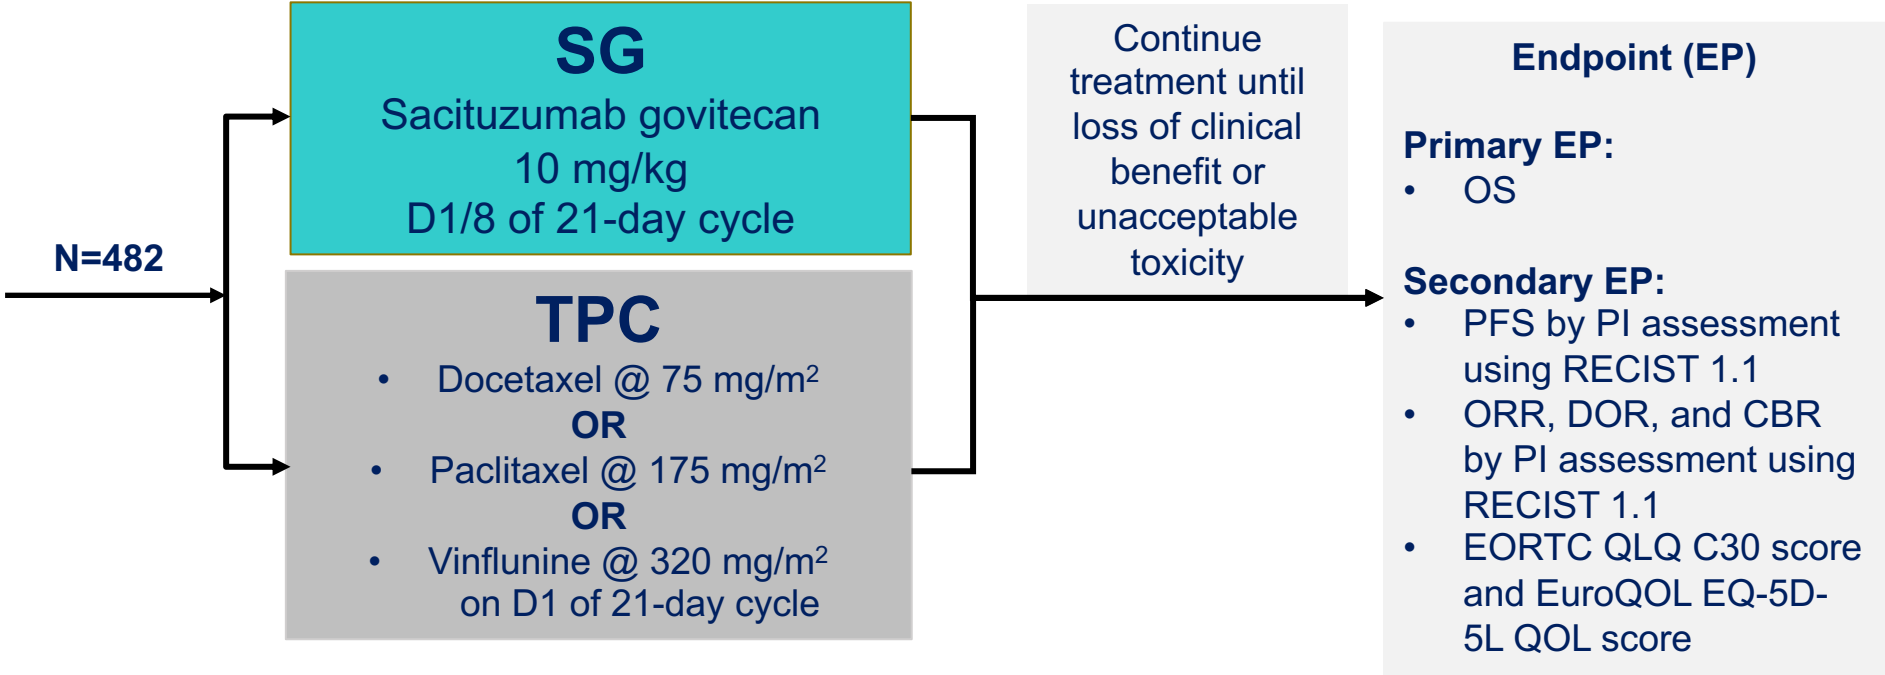 N=482
SG
Sacituzumab govitecan
10 mg/kg
D1/8 of 21-day cycle
TPC
• Docetaxel @ 75 mg/m²
OR
• Paclitaxel @ 175 mg/m²
OR
• Vinflunine @ 320 mg/m²
on D1 of 21-day cycle
Continue
treatment until
loss of clinical
benefit or
unacceptable
toxicity
Endpoint (EP)
Primary EP:
• OS
Secondary EP:
• PFS by PI assessment
using RECIST 1.1
• ORR, DOR, and CBR
by PI assessment using
RECIST 1.1
• EORTC QLQ C30 score
and EuroQOL EQ-5D-
5L QOL score